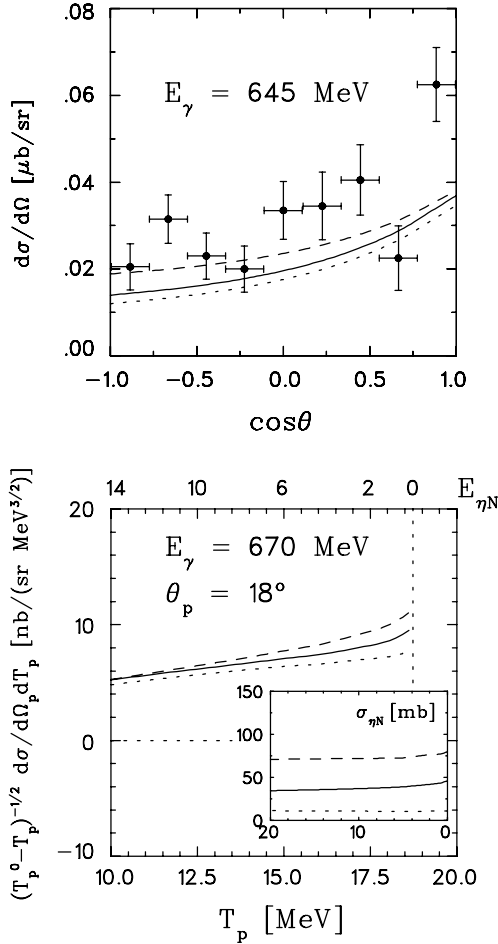 .08
.06
.04
.02
.00
dσ/dΩ [μb/sr]
E_γ = 645 MeV
−1.0 −0.5 0.0 0.5 1.0
cosθ
14 10 6 2 0 E_ηN
20
10
0
−10
(T_p^0−T_p)^−1/2 dσ/dΩ_p dT_p [nb/(sr MeV^3/2)]
E_γ = 670 MeV
θ_p = 18°
150
100
50
0
σ_ηN [mb]
20 10 0
10.0 12.5 15.0 17.5 20.0
T_p [MeV]